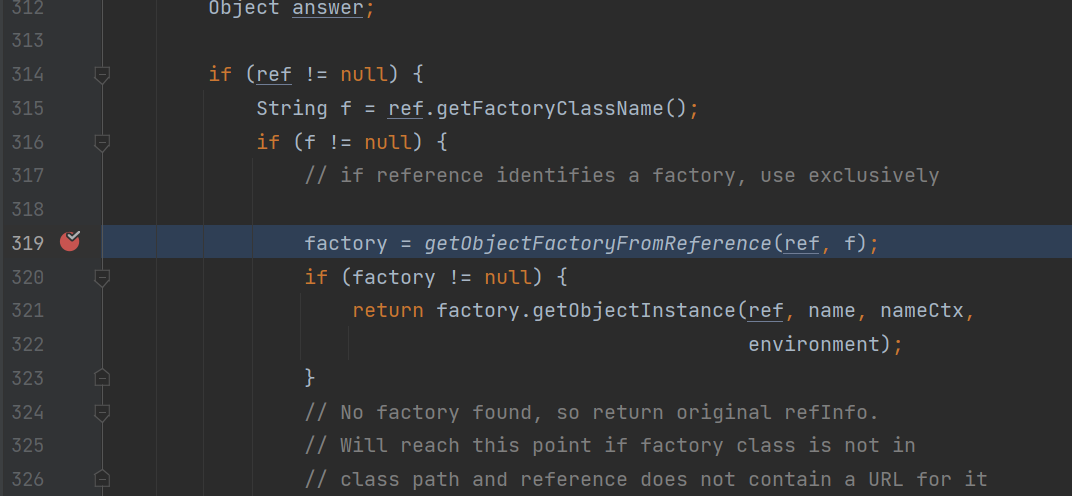 312 Object answer;
313
314 if (ref != null) {
315 String f = ref.getFactoryClassName();
316 if (f != null) {
317 // if reference identifies a factory, use exclusively
318
319 factory = getObjectFactoryFromReference(ref, f);
320 if (factory != null) {
321 return factory.getObjectInstance(ref, name, nameCtx,
322 environment);
323 }
324 // No factory found, so return original refInfo.
325 // Will reach this point if factory class is not in
326 // class path and reference does not contain a URL for it